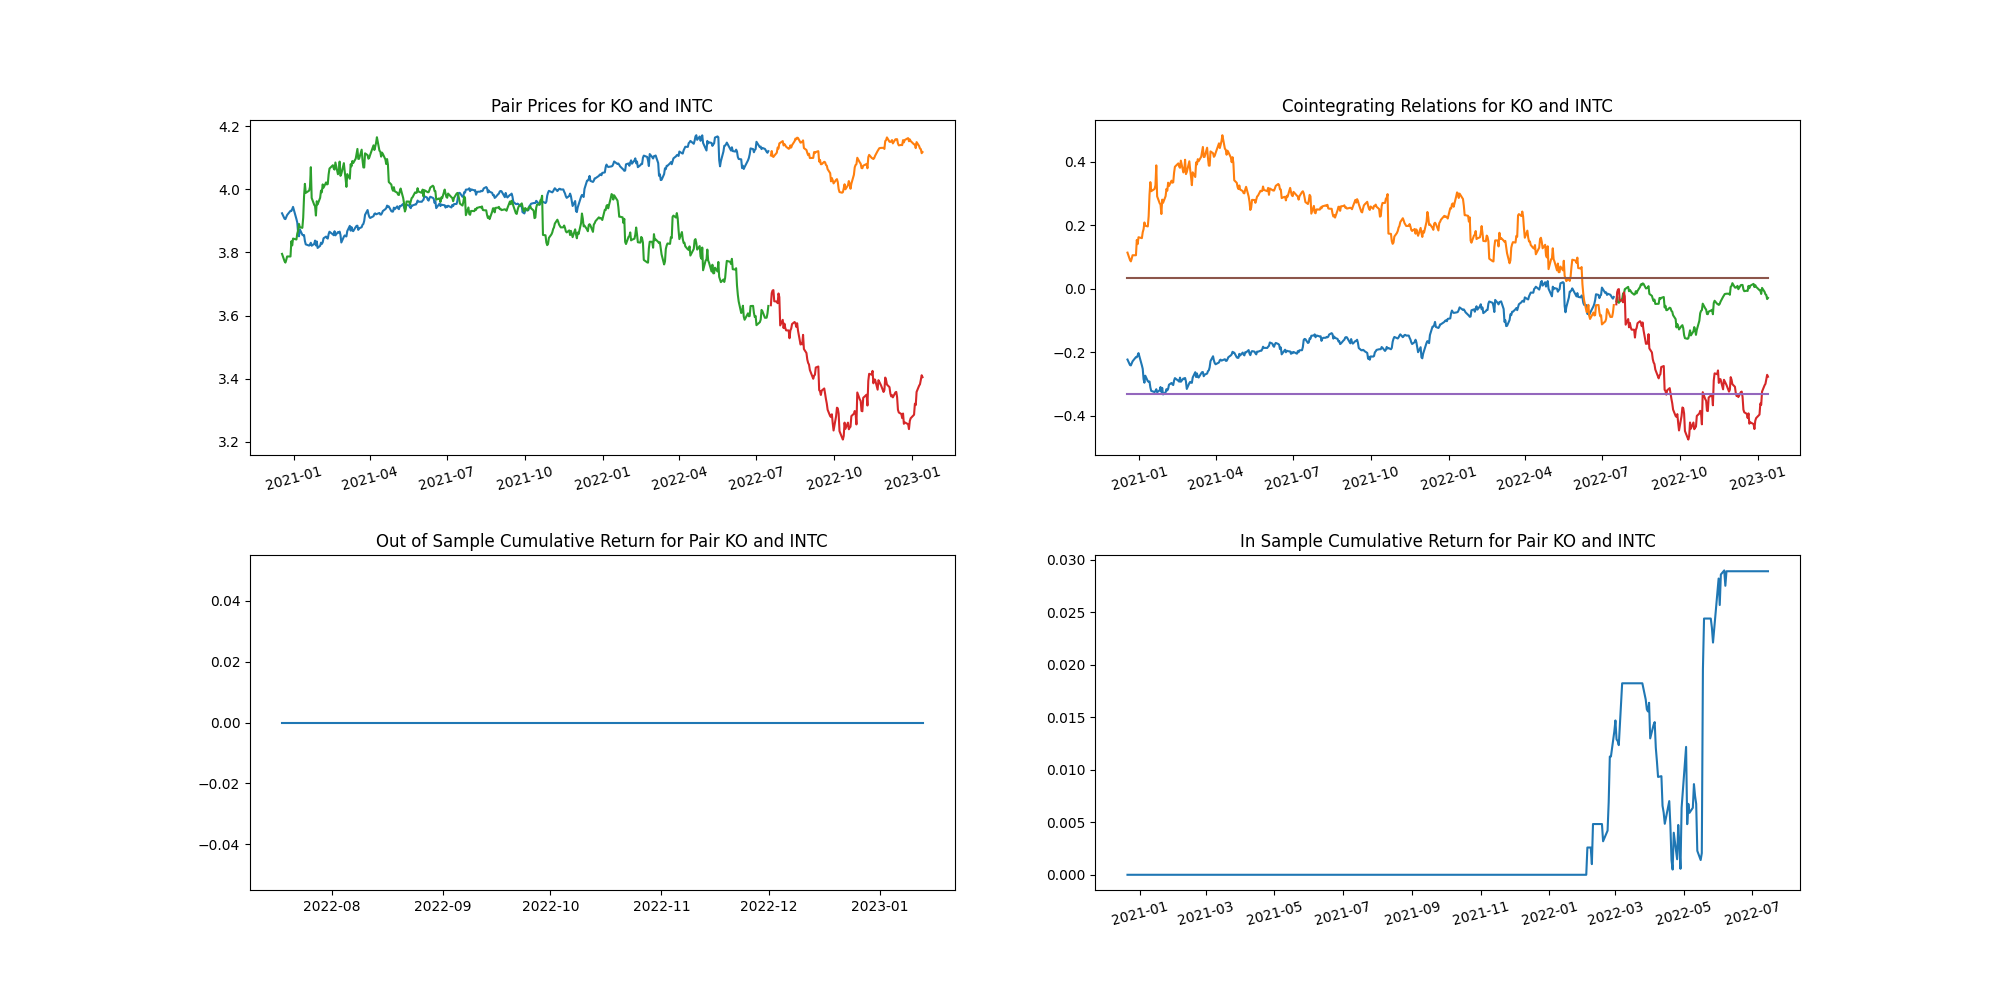 Pair Prices for KO and INTC
4.2
4.0
3.8
3.6
3.4
3.2
2021-01 2021-04 2021-07 2021-10 2022-01 2022-04 2022-07 2022-10 2023-01
Cointegrating Relations for KO and INTC
0.4
0.2
0.0
−0.2
−0.4
2021-01 2021-04 2021-07 2021-10 2022-01 2022-04 2022-07 2022-10 2023-01
Out of Sample Cumulative Return for Pair KO and INTC
0.04
0.02
0.00
−0.02
−0.04
2022-08 2022-09 2022-10 2022-11 2022-12 2023-01
In Sample Cumulative Return for Pair KO and INTC
0.030
0.025
0.020
0.015
0.010
0.005
0.000
2021-01 2021-03 2021-05 2021-07 2021-09 2021-11 2022-01 2022-03 2022-05 2022-07